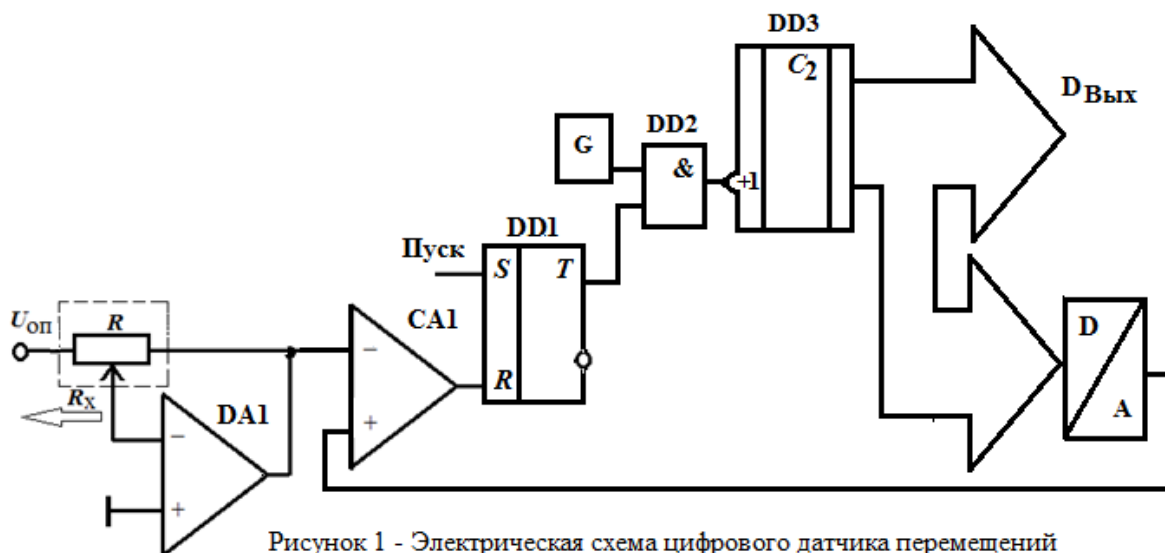 DD3
C2
DВых
DD2
G
&
+1
DD1
Пуск
S
T
Uоп
R
CA1
−
D
RX
DA1
R
−
+
A
+
Рисунок 1 - Электрическая схема цифрового датчика перемещений